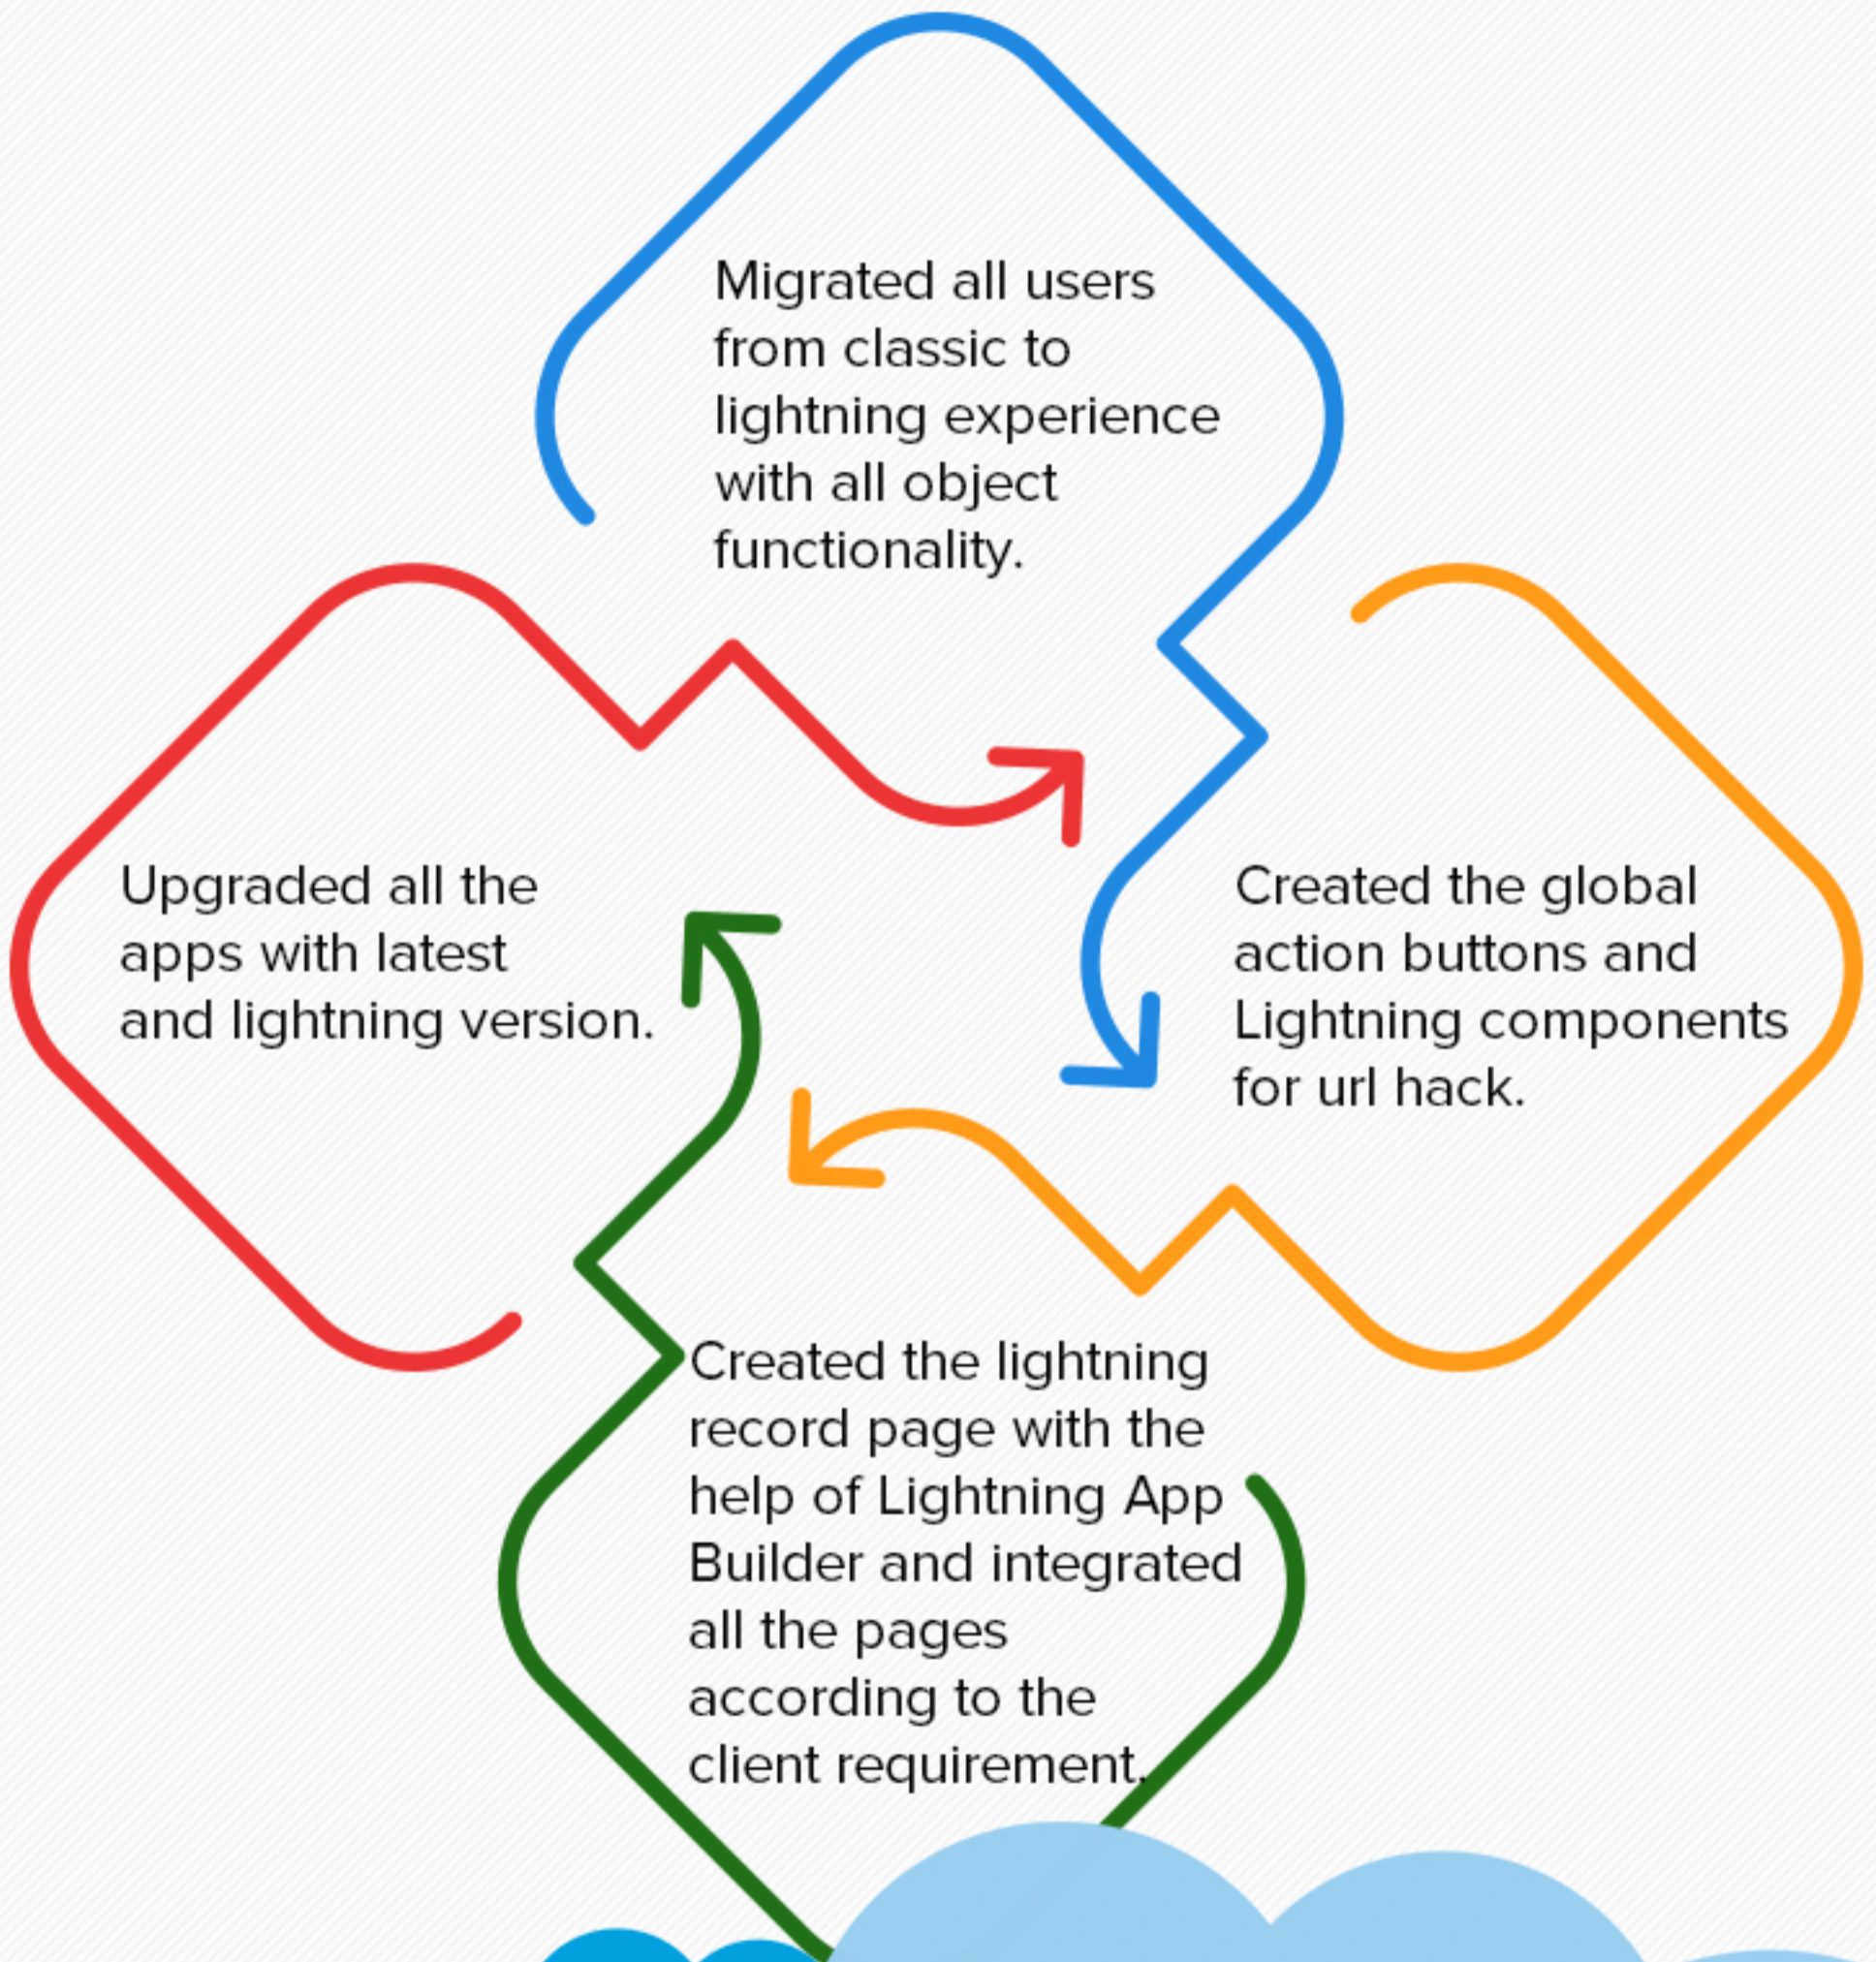 Migrated all users
from classic to
lightning experience
with all object
functionality.
Upgraded all the
apps with latest
and lightning version.
Created the global
action buttons and
Lightning components
for url hack.
Created the lightning
record page with the
help of Lightning App
Builder and integrated
all the pages
according to the
client requirement.